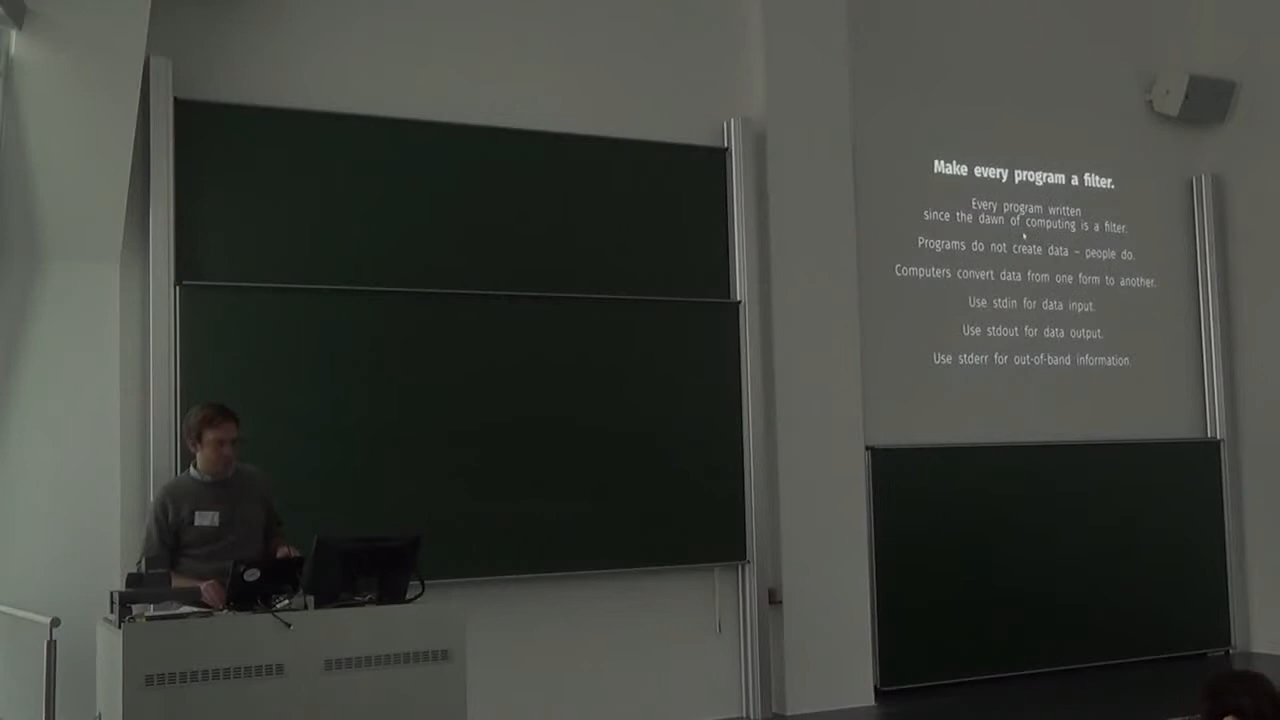 Make every program a filter.
Every program written
since the dawn of computing is a filter.
Programs do not create data – people do.
Computers convert data from one form to another.
Use stdin for data input.
Use stdout for data output.
Use stderr for out-of-band information.